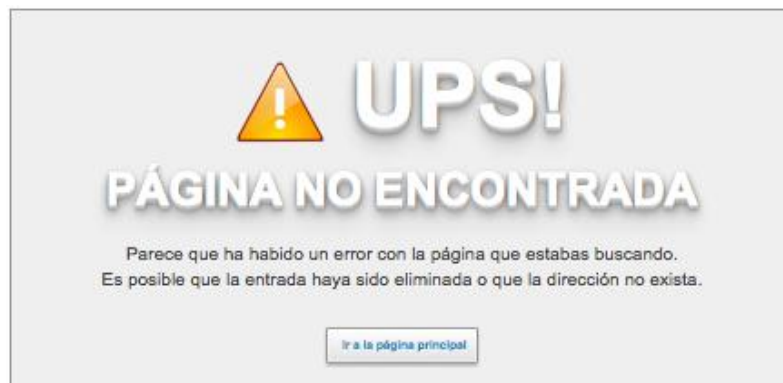 UPS!
PÁGINA NO ENCONTRADA
Parece que ha habido un error con la página que estabas buscando.
Es posible que la entrada haya sido eliminada o que la dirección no exista.
Ir a la página principal